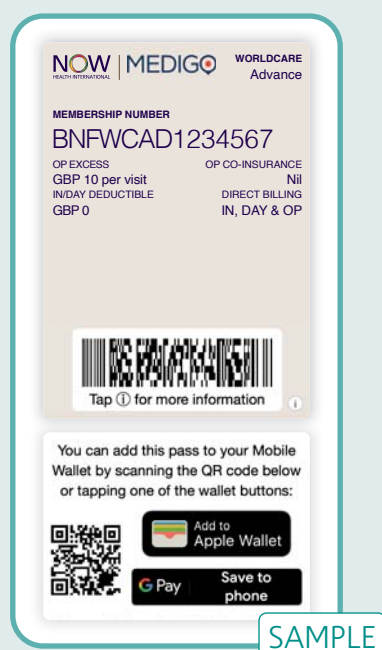 NOW HEALTH INTERNATIONAL | MEDIGO WORLDCARE
Advance
MEMBERSHIP NUMBER
BNFWCAD1234567
OP EXCESS OP CO-INSURANCE
GBP 10 per visit Nil
IN/DAY DEDUCTIBLE DIRECT BILLING
GBP 0 IN, DAY & OP
Tap ⓘ for more information ⓘ
You can add this pass to your Mobile
Wallet by scanning the QR code below
or tapping one of the wallet buttons:
Add to
Apple Wallet
G Pay Save to
phone
SAMPLE